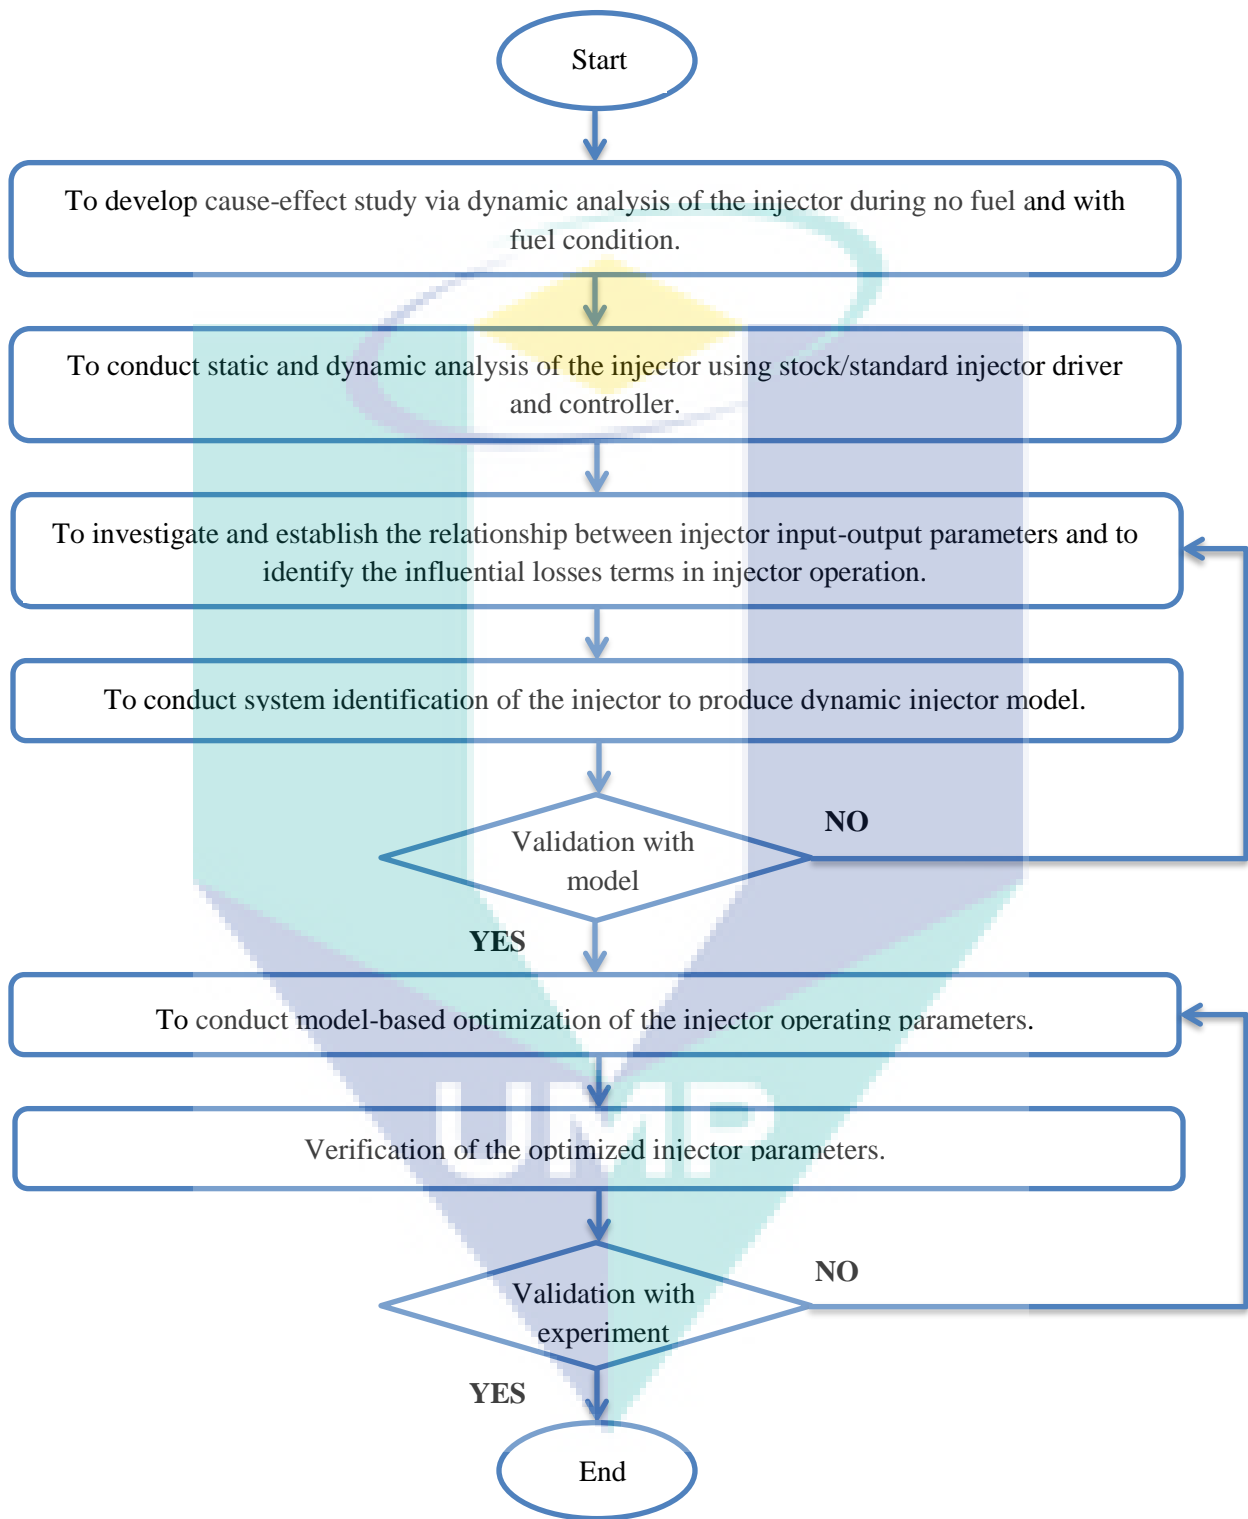 Start
To develop cause-effect study via dynamic analysis of the injector during no fuel and with
fuel condition.
To conduct static and dynamic analysis of the injector using stock/standard injector driver
and controller.
To investigate and establish the relationship between injector input-output parameters and to
identify the influential losses terms in injector operation.
To conduct system identification of the injector to produce dynamic injector model.
NO
Validation with
model
YES
To conduct model-based optimization of the injector operating parameters.
UMP
Verification of the optimized injector parameters.
NO
Validation with
experiment
YES
End